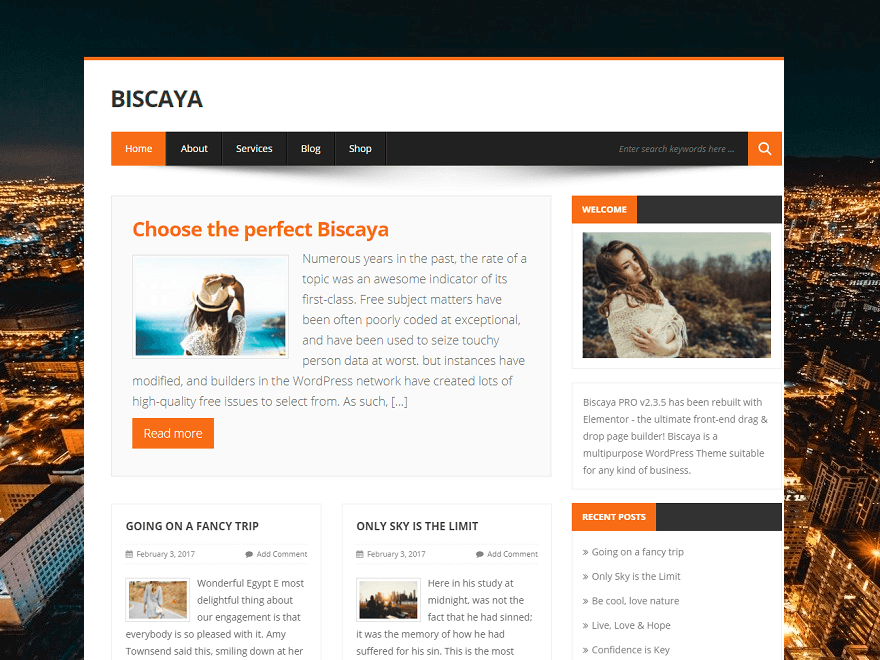 BISCAYA
Home About Services Blog Shop Enter search keywords here ...
Choose the perfect Biscaya
Numerous years in the past, the rate of a
topic was an awesome indicator of its
first-class. Free subject matters have
been often poorly coded at exceptional,
and have been used to seize touchy
person data at worst. but instances have
modified, and builders in the WordPress network have created lots of
high-quality free issues to select from. As such, [...]
Read more
GOING ON A FANCY TRIP
February 3, 2017 Add Comment
Wonderful Egypt E most
delightful thing about
our engagement is that
everybody is so pleased with it. Amy
Townsend said this, smiling down at her
ONLY SKY IS THE LIMIT
February 3, 2017 Add Comment
Here in his study at
midnight, was not the
fact that he had sinned;
it was the memory of how he had
suffered for his sin. This is the most
WELCOME
Biscaya PRO v2.3.5 has been rebuilt with
Elementor - the ultimate front-end drag &
drop page builder! Biscaya is a
multipurpose WordPress Theme suitable
for any kind of business.
RECENT POSTS
» Going on a fancy trip
» Only Sky is the Limit
» Be cool, love nature
» Live, Love & Hope
» Confidence is Key